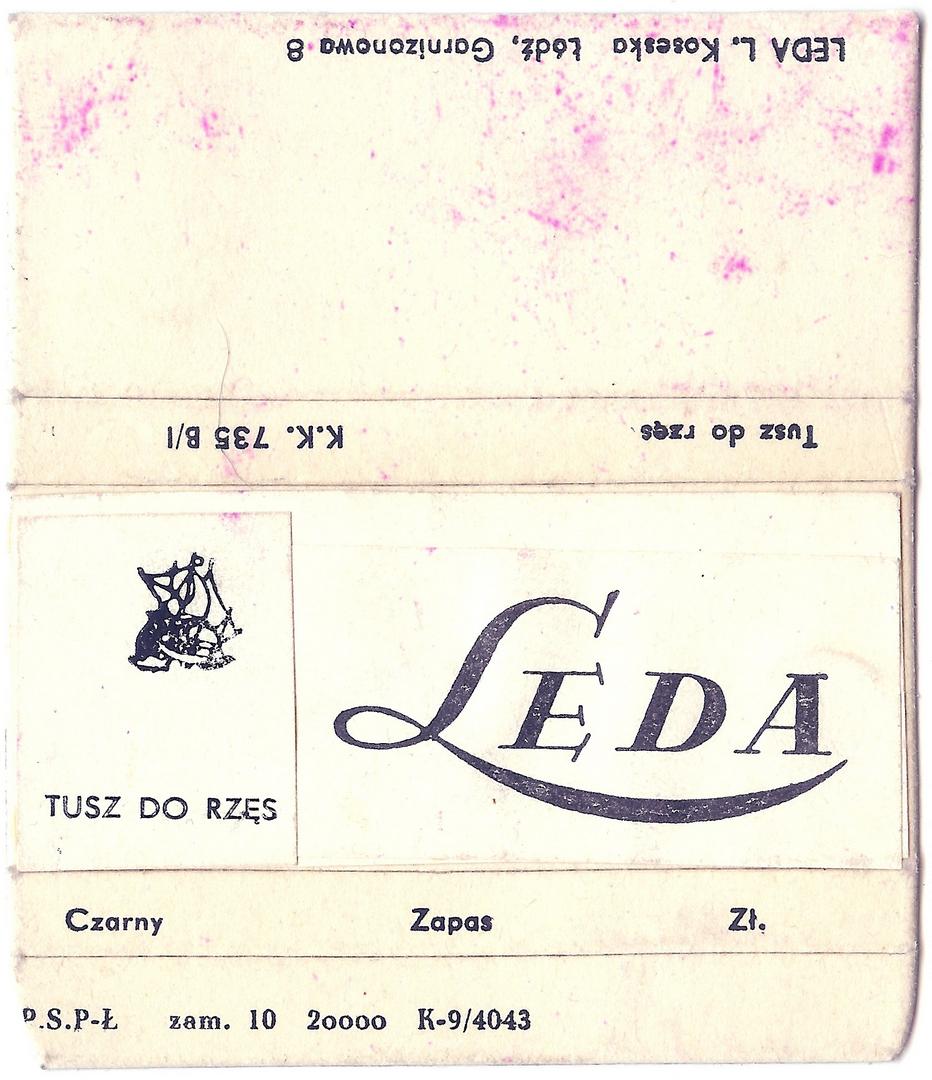 LEDA L. Koseska Łódź, Garnizonowa 8
Tusz do rzęs K.K. 735 B/I
LEDA
TUSZ DO RZĘS
Czarny Zapas Zł.
P.S.P-Ł zam. 10 20000 K-9/4043